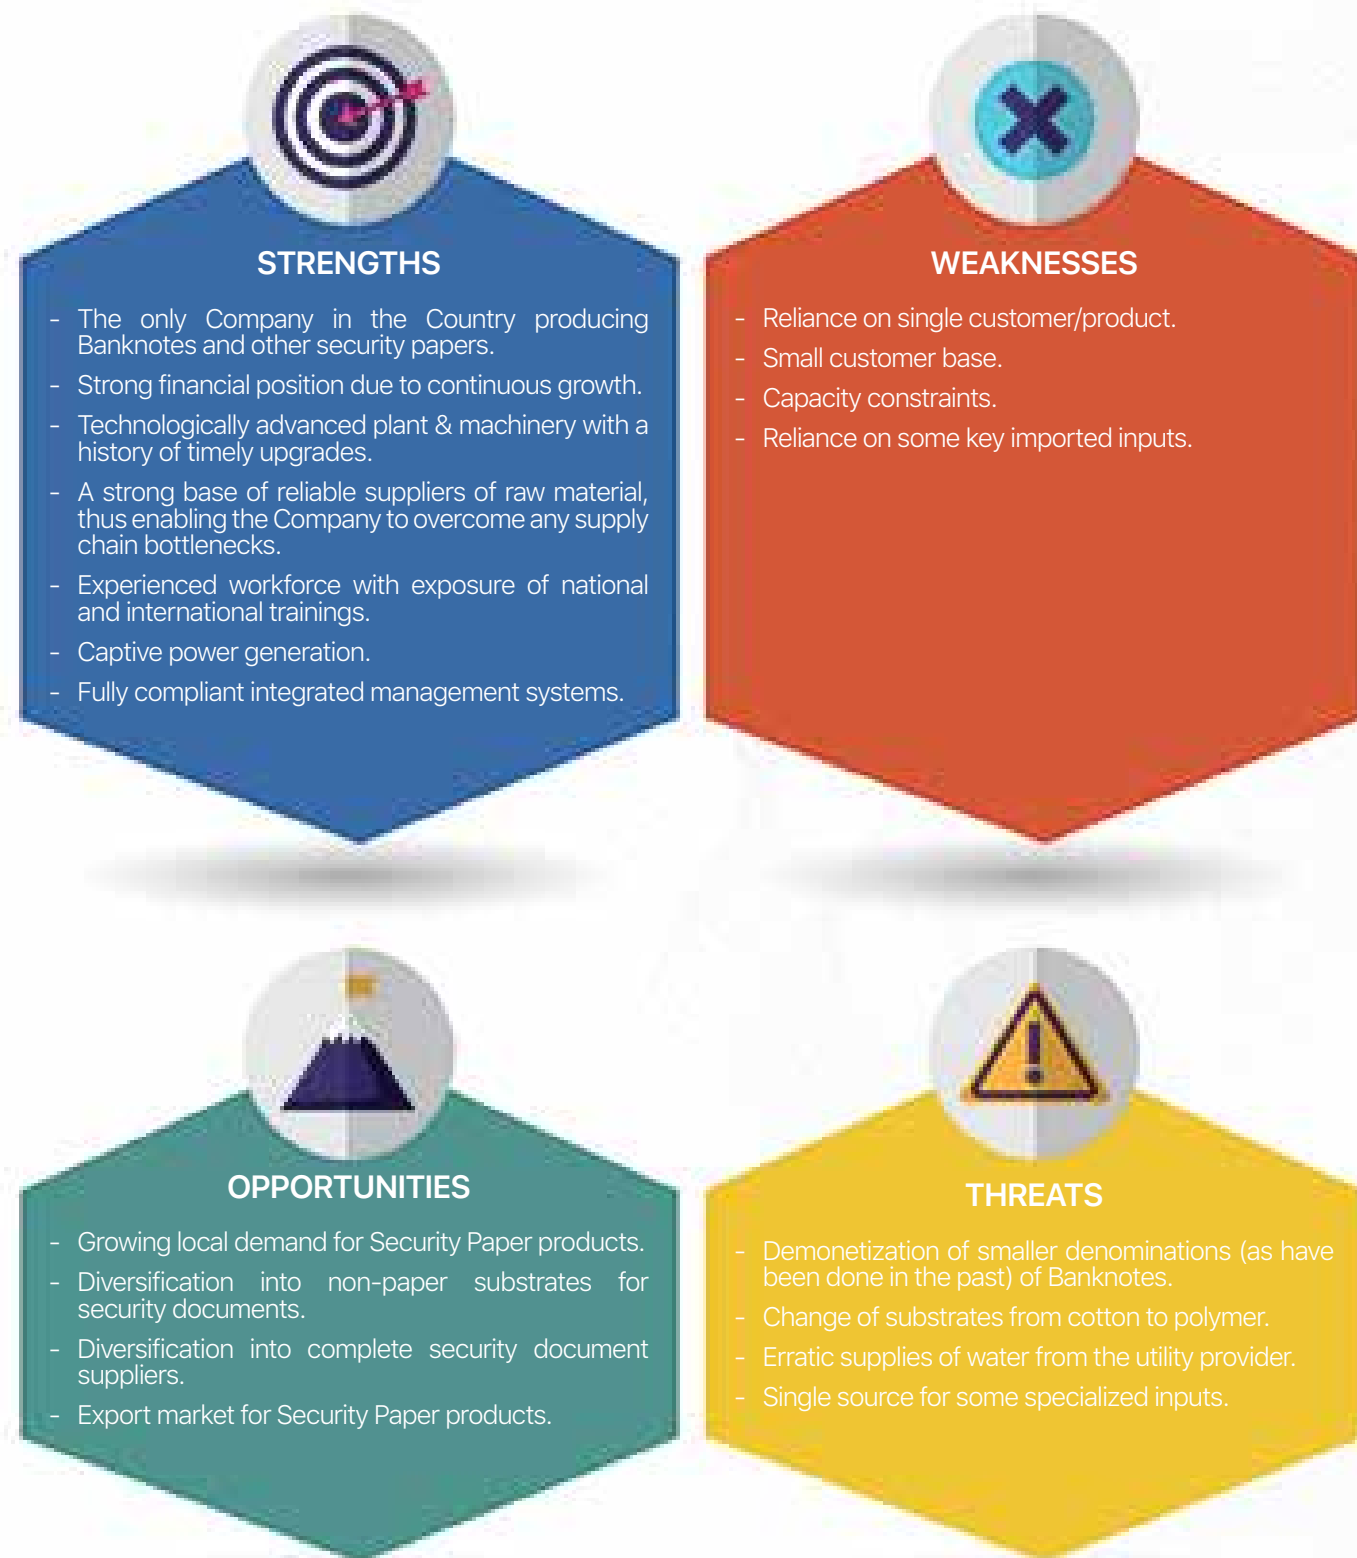 STRENGTHS
- The only Company in the Country producing
Banknotes and other security papers.
- Strong financial position due to continuous growth.
- Technologically advanced plant & machinery with a
history of timely upgrades.
- A strong base of reliable suppliers of raw material,
thus enabling the Company to overcome any supply
chain bottlenecks.
- Experienced workforce with exposure of national
and international trainings.
- Captive power generation.
- Fully compliant integrated management systems.
WEAKNESSES
- Reliance on single customer/product.
- Small customer base.
- Capacity constraints.
- Reliance on some key imported inputs.
OPPORTUNITIES
- Growing local demand for Security Paper products.
- Diversification into non-paper substrates for
security documents.
- Diversification into complete security document
suppliers.
- Export market for Security Paper products.
THREATS
- Demonetization of smaller denominations (as have
been done in the past) of Banknotes.
- Change of substrates from cotton to polymer.
- Erratic supplies of water from the utility provider.
- Single source for some specialized inputs.